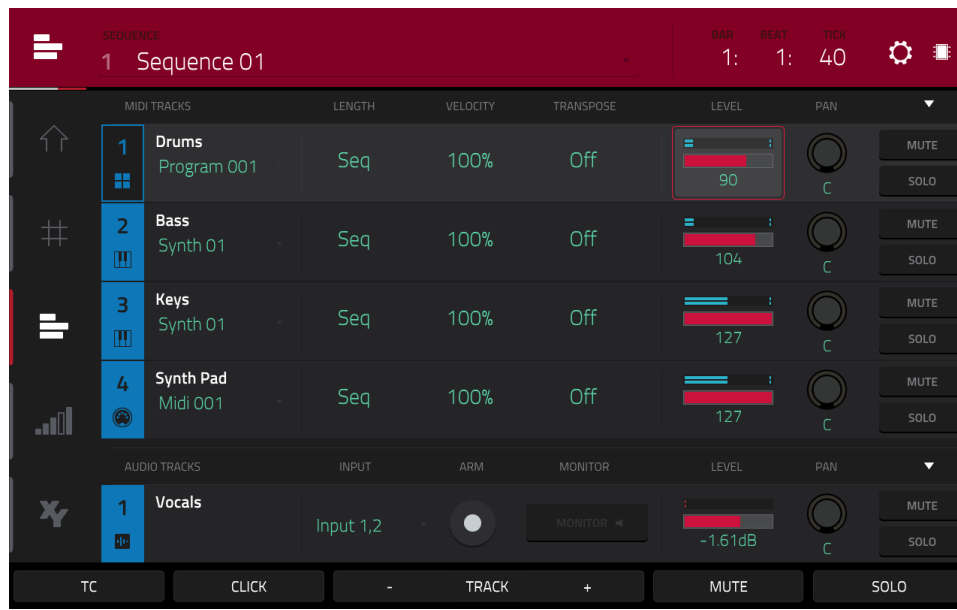 SEQUENCE
1 Sequence 01
BAR BEAT TICK
1: 1: 40
MIDI TRACKS LENGTH VELOCITY TRANSPOSE LEVEL PAN
1 Drums
Program 001
Seq 100% Off 90 C
MUTE
SOLO
2 Bass
Synth 01
Seq 100% Off 104 C
MUTE
SOLO
3 Keys
Synth 01
Seq 100% Off 127 C
MUTE
SOLO
4 Synth Pad
Midi 001
Seq 100% Off 127 C
MUTE
SOLO
AUDIO TRACKS INPUT ARM MONITOR LEVEL PAN
1 Vocals
Input 1,2 MONITOR -1.61dB C
MUTE
SOLO
XY
TC CLICK - TRACK + MUTE SOLO